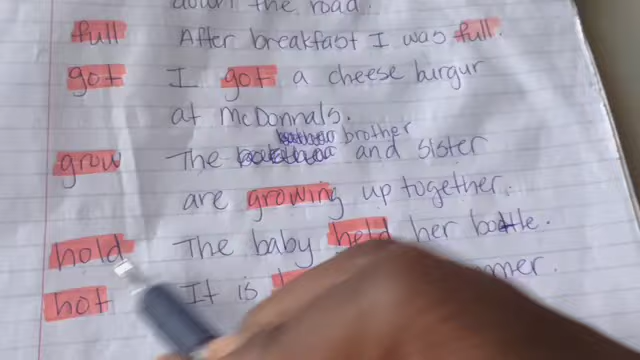 down the road.
full After breakfast I was full.
got I got a cheese burgur
at McDonnals.
brother
grow The and sister
are growing up together.
hold The baby held her bottle.
hot It is